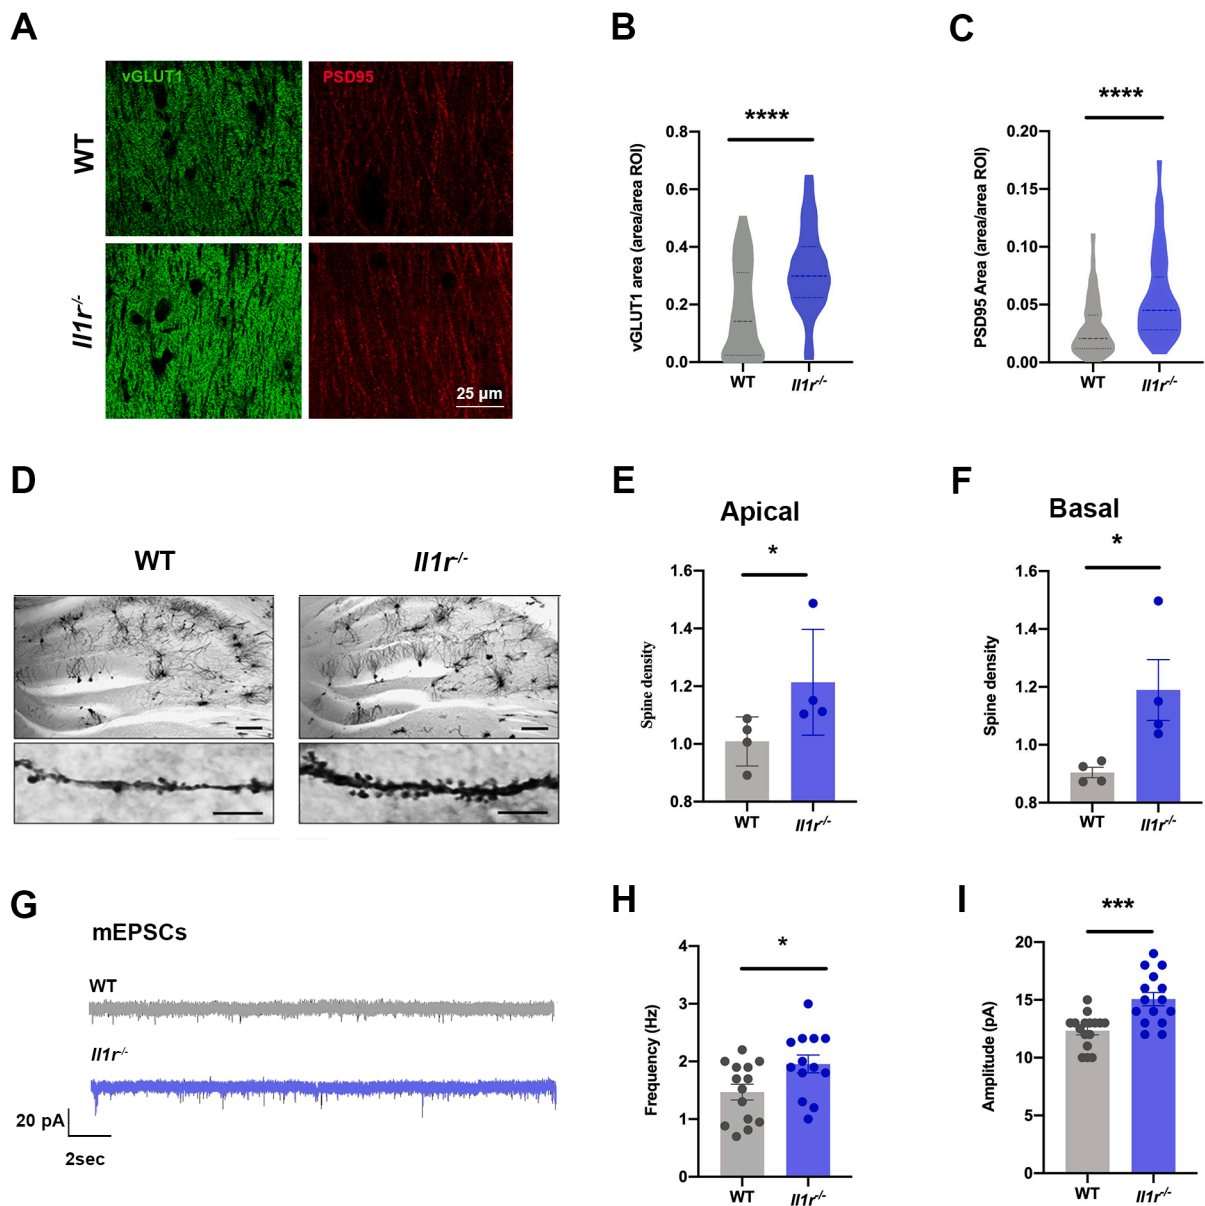 A
vGLUT1
PSD95
WT
Il1r-/-
25 µm
B
****
0.8
0.6
0.4
0.2
0.0
vGLUT1 area (area/area ROI)
WT
Il1r-/-
C
****
0.20
0.15
0.10
0.05
0.00
PSD95 Area (area/area ROI)
WT
Il1r-/-
D
WT
Il1r-/-
E
Apical
*
1.6
1.4
1.2
1.0
0.8
Spine density
WT
Il1r-/-
F
Basal
*
1.6
1.4
1.2
1.0
0.8
Spine density
WT
Il1r-/-
G
mEPSCs
WT
Il1r-/-
20 pA
2sec
H
*
4
3
2
1
0
Frequency (Hz)
WT
Il1r-/-
I
***
20
15
10
5
0
Amplitude (pA)
WT
Il1r-/-